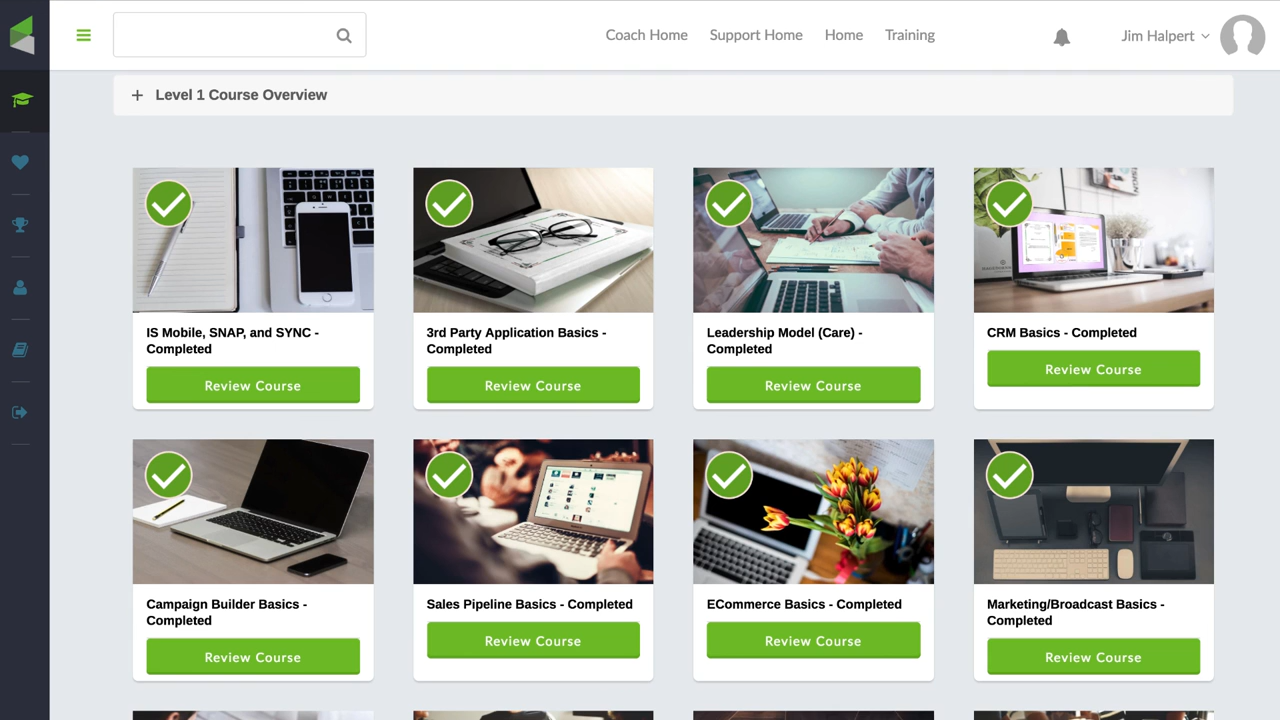 Coach Home Support Home Home Training Jim Halpert
+ Level 1 Course Overview
IS Mobile, SNAP, and SYNC -
Completed
Review Course
3rd Party Application Basics -
Completed
Review Course
Leadership Model (Care) -
Completed
Review Course
CRM Basics - Completed
Review Course
Campaign Builder Basics -
Completed
Review Course
Sales Pipeline Basics - Completed
Review Course
ECommerce Basics - Completed
Review Course
Marketing/Broadcast Basics -
Completed
Review Course